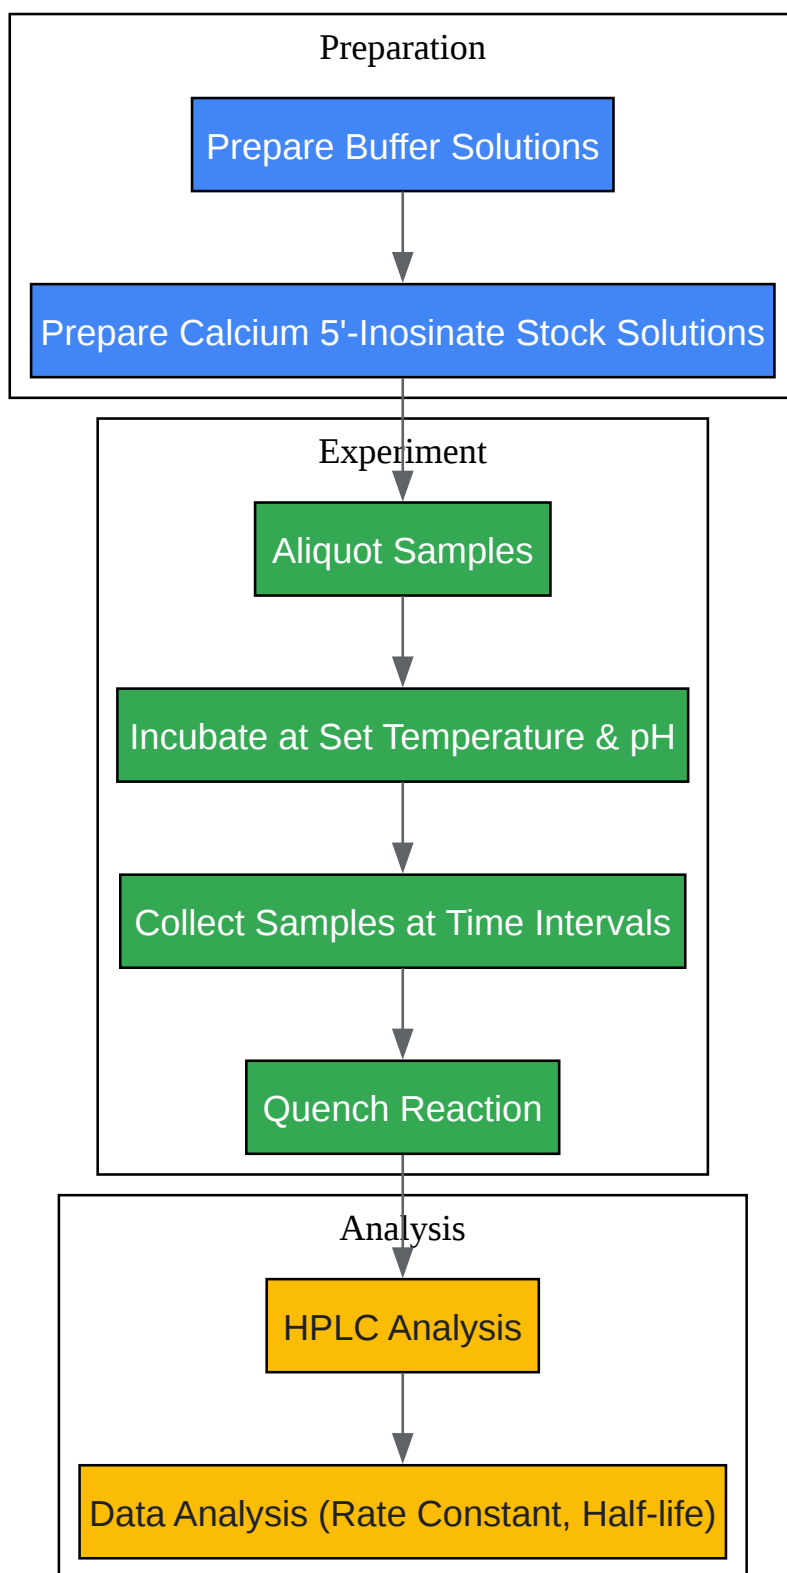 Preparation
Prepare Buffer Solutions
Prepare Calcium 5'-Inosinate Stock Solutions
Experiment
Aliquot Samples
Incubate at Set Temperature & pH
Collect Samples at Time Intervals
Quench Reaction
Analysis
HPLC Analysis
Data Analysis (Rate Constant, Half-life)